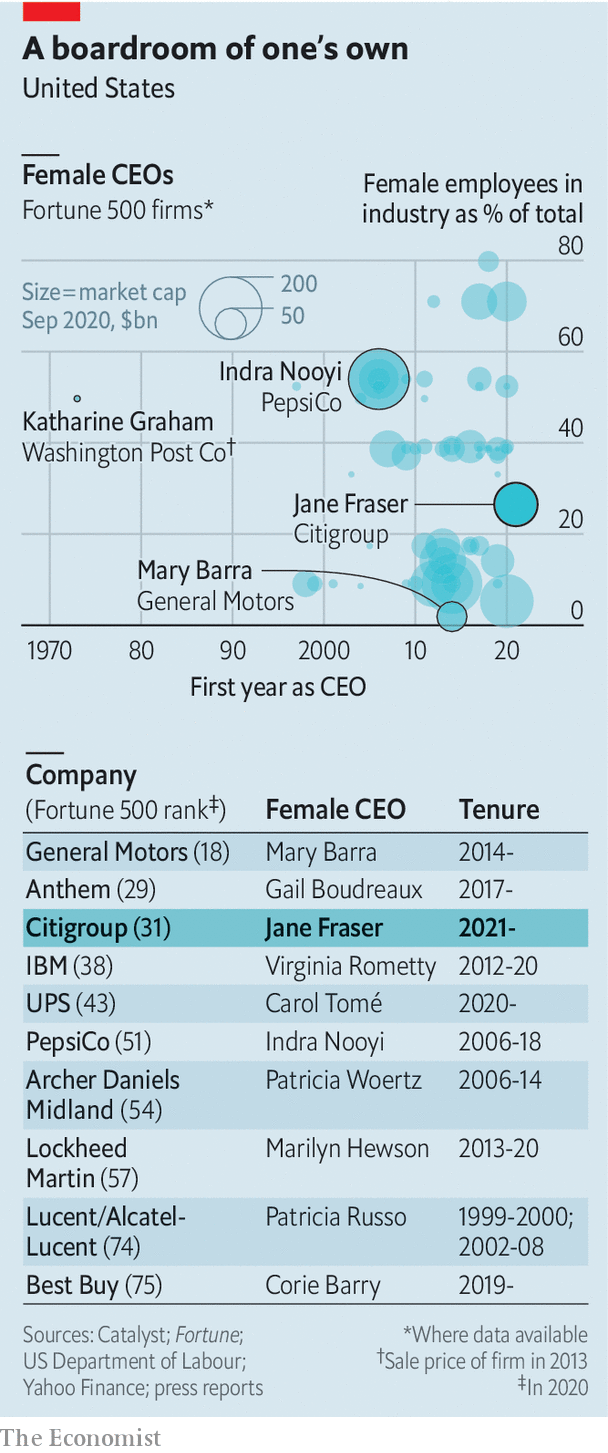 A boardroom of one's own
United States
Female CEOs
Fortune 500 firms*
Female employees in
industry as % of total
80
Size=market cap
Sep 2020, $bn
200
50
60
Indra Nooyi
PepsiCo
Katharine Graham
Washington Post Co†
40
Jane Fraser
Citigroup
20
Mary Barra
General Motors
0
1970 80 90 2000 10 20
First year as CEO
Company
(Fortune 500 rank‡) Female CEO Tenure
General Motors (18) Mary Barra 2014-
Anthem (29) Gail Boudreaux 2017-
Citigroup (31) Jane Fraser 2021-
IBM (38) Virginia Rometty 2012-20
UPS (43) Carol Tomé 2020-
PepsiCo (51) Indra Nooyi 2006-18
Archer Daniels Patricia Woertz 2006-14
Midland (54)
Lockheed Marilyn Hewson 2013-20
Martin (57)
Lucent/Alcatel- Patricia Russo 1999-2000;
Lucent (74) 2002-08
Best Buy (75) Corie Barry 2019-
Sources: Catalyst; Fortune;
US Department of Labour;
Yahoo Finance; press reports
*Where data available
†Sale price of firm in 2013
‡In 2020
The Economist